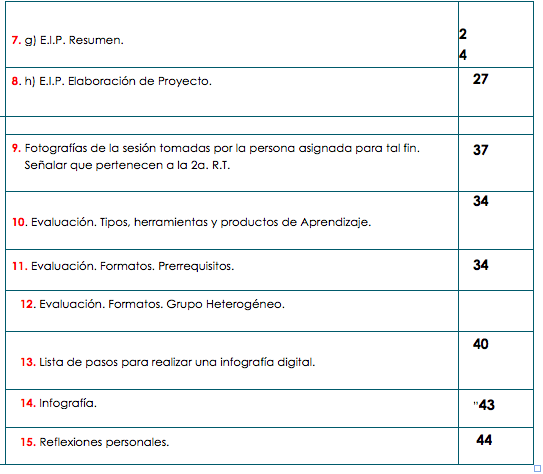 7. g) E.I.P. Resumen.
2
4
8. h) E.I.P. Elaboración de Proyecto.
27
9. Fotografías de la sesión tomadas por la persona asignada para tal fin.
Señalar que pertenecen a la 2a. R.T.
37
34
10. Evaluación. Tipos, herramientas y productos de Aprendizaje.
11. Evaluación. Formatos. Prerrequisitos.
34
12. Evaluación. Formatos. Grupo Heterogéneo.
40
13. Lista de pasos para realizar una infografía digital.
14. Infografía.
"43
15. Reflexiones personales.
44